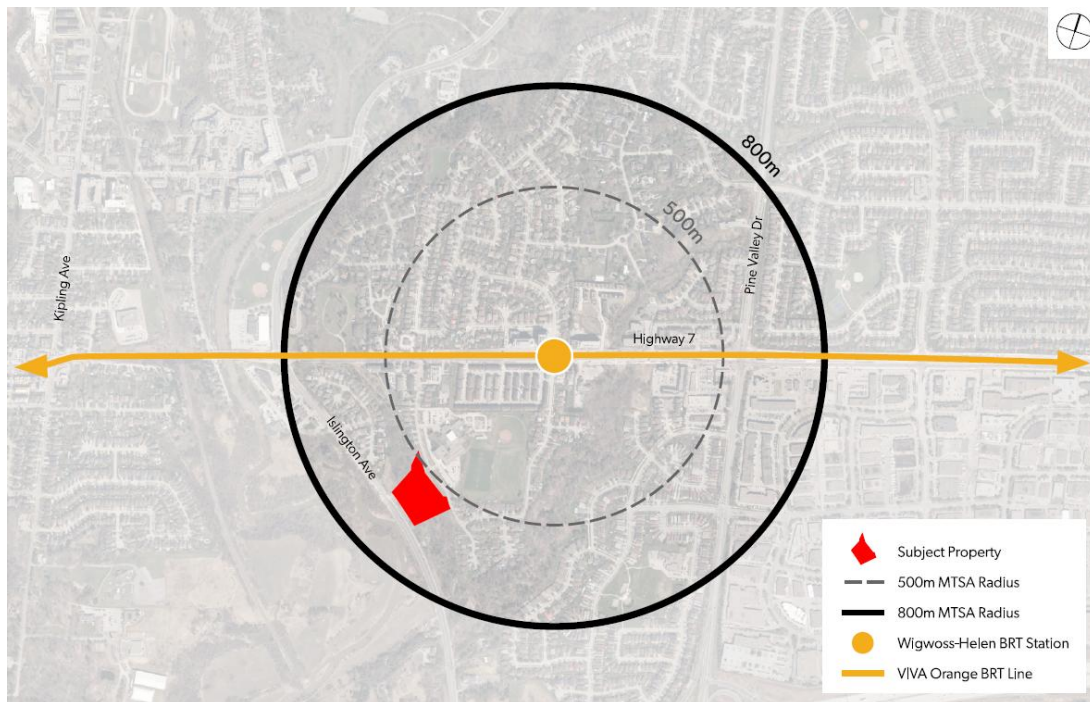 800m
500m
Pine Valley Dr
Kipling Ave
Highway 7
Islington Ave
Subject Property
500m MTSA Radius
800m MTSA Radius
Wigwoss-Helen BRT Station
V|VA Orange BRT Line